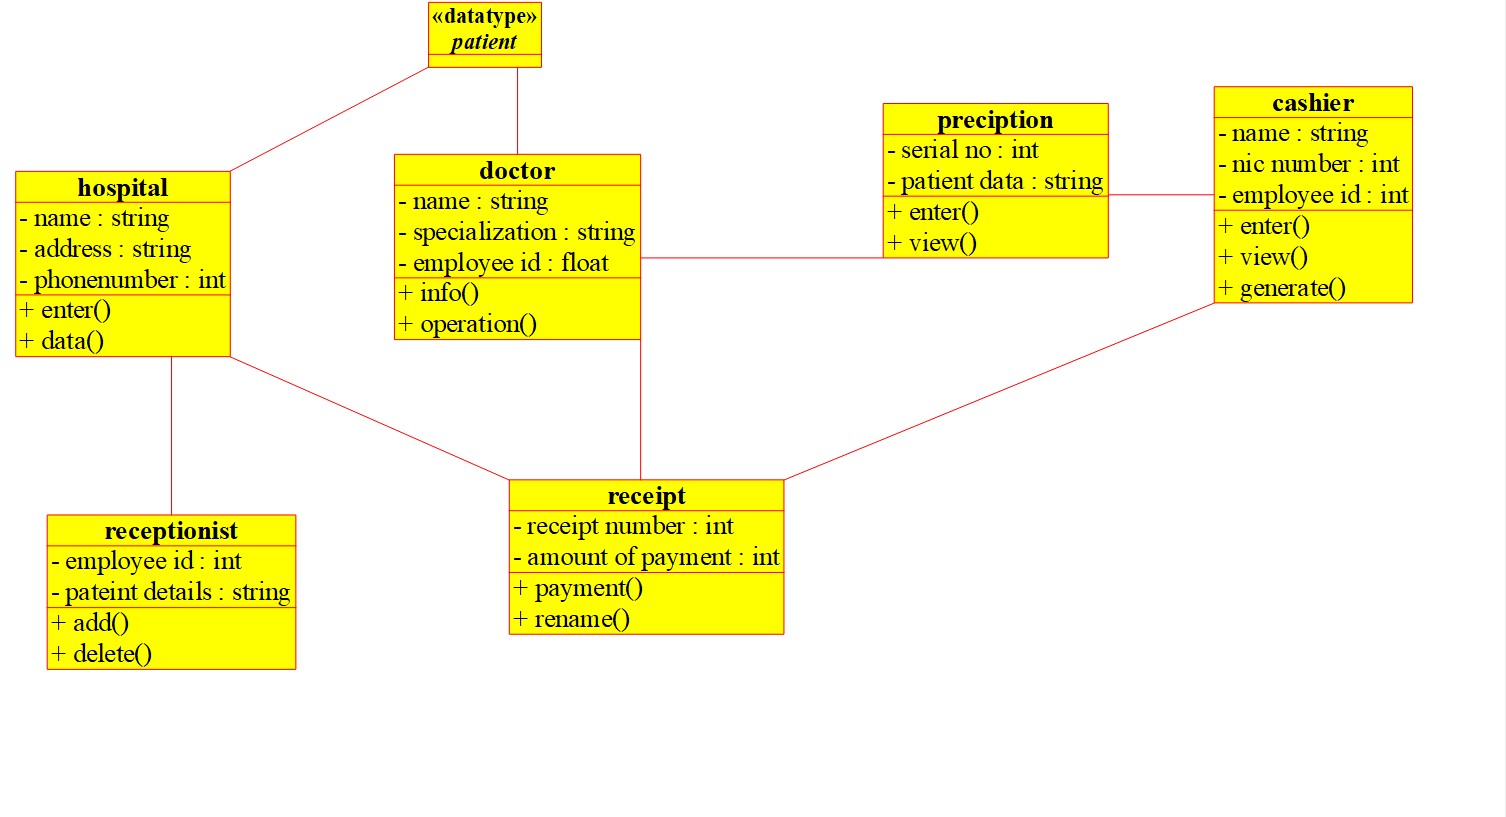 «datatype»
patient
hospital
- name : string
- address : string
- phonenumber : int
+ enter()
+ data()
doctor
- name : string
- specialization : string
- employee id : float
+ info()
+ operation()
preciption
- serial no : int
- patient data : string
+ enter()
+ view()
cashier
- name : string
- nic number : int
- employee id : int
+ enter()
+ view()
+ generate()
receptionist
- employee id : int
- pateint details : string
+ add()
+ delete()
receipt
- receipt number : int
- amount of payment : int
+ payment()
+ rename()